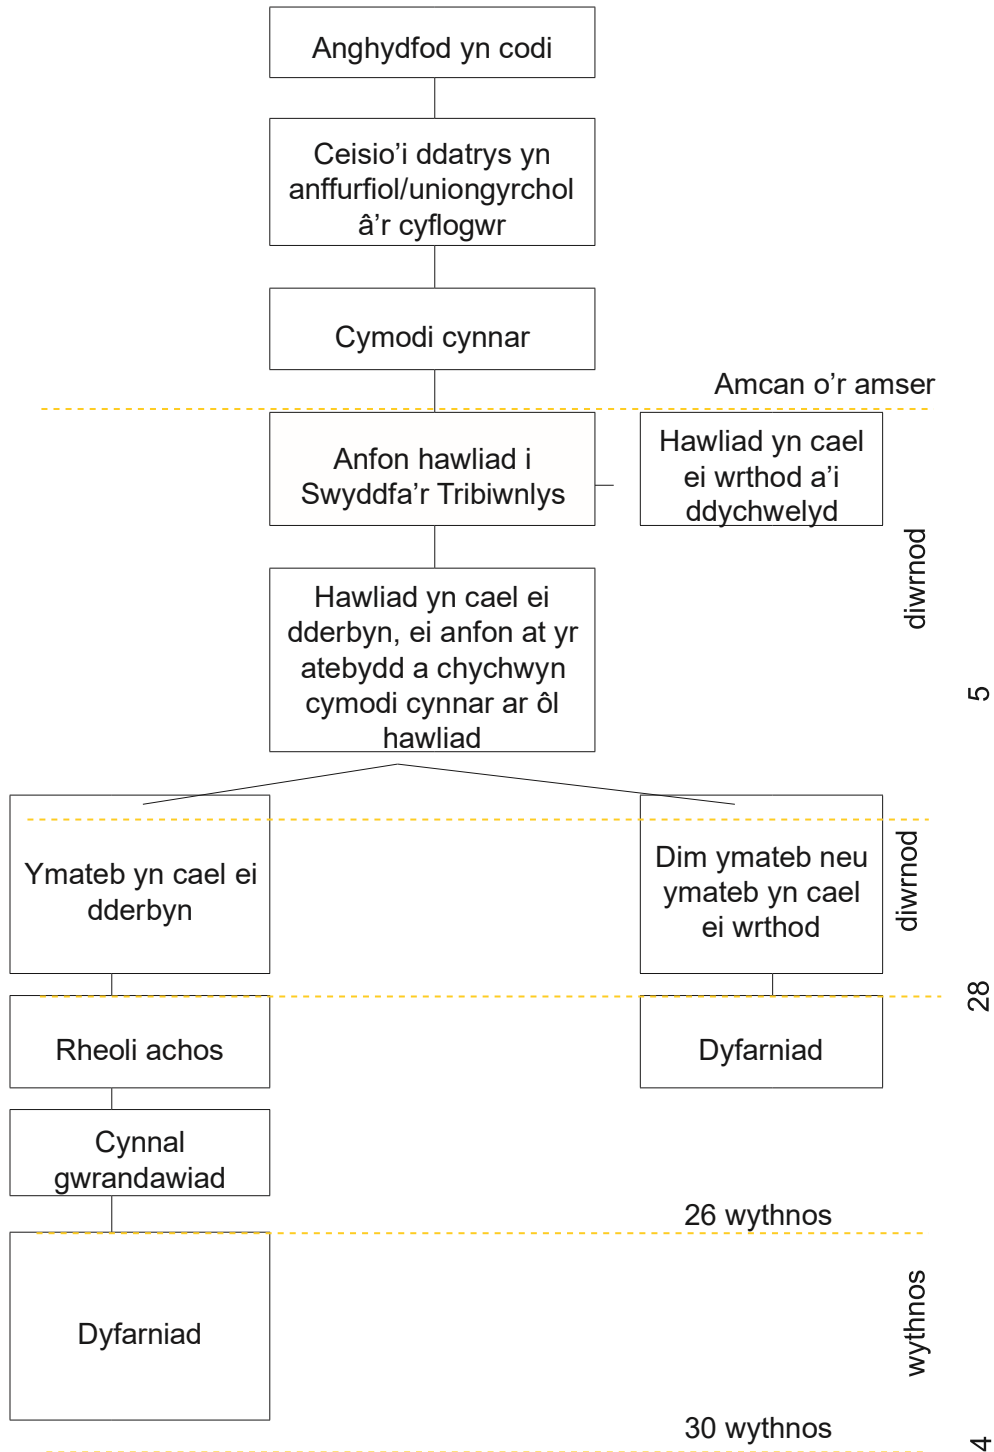 Anghydfod yn codi
Ceisio’i ddatrys yn
anffurfiol/uniongyrchol
â’r cyflogwr
Cymodi cynnar
Amcan o’r amser
Anfon hawliad i
Swyddfa’r Tribiwnlys
Hawliad yn cael
ei wrthod a’i
ddychwelyd
5
diwrnod
Hawliad yn cael ei
dderbyn, ei anfon at yr
atebydd a chychwyn
cymodi cynnar ar ôl
hawliad
Ymateb yn cael ei
dderbyn
Dim ymateb neu
ymateb yn cael
ei wrthod
28
diwrnod
Rheoli achos
Dyfarniad
Cynnal
gwrandawiad
26 wythnos
Dyfarniad
4
wythnos
30 wythnos